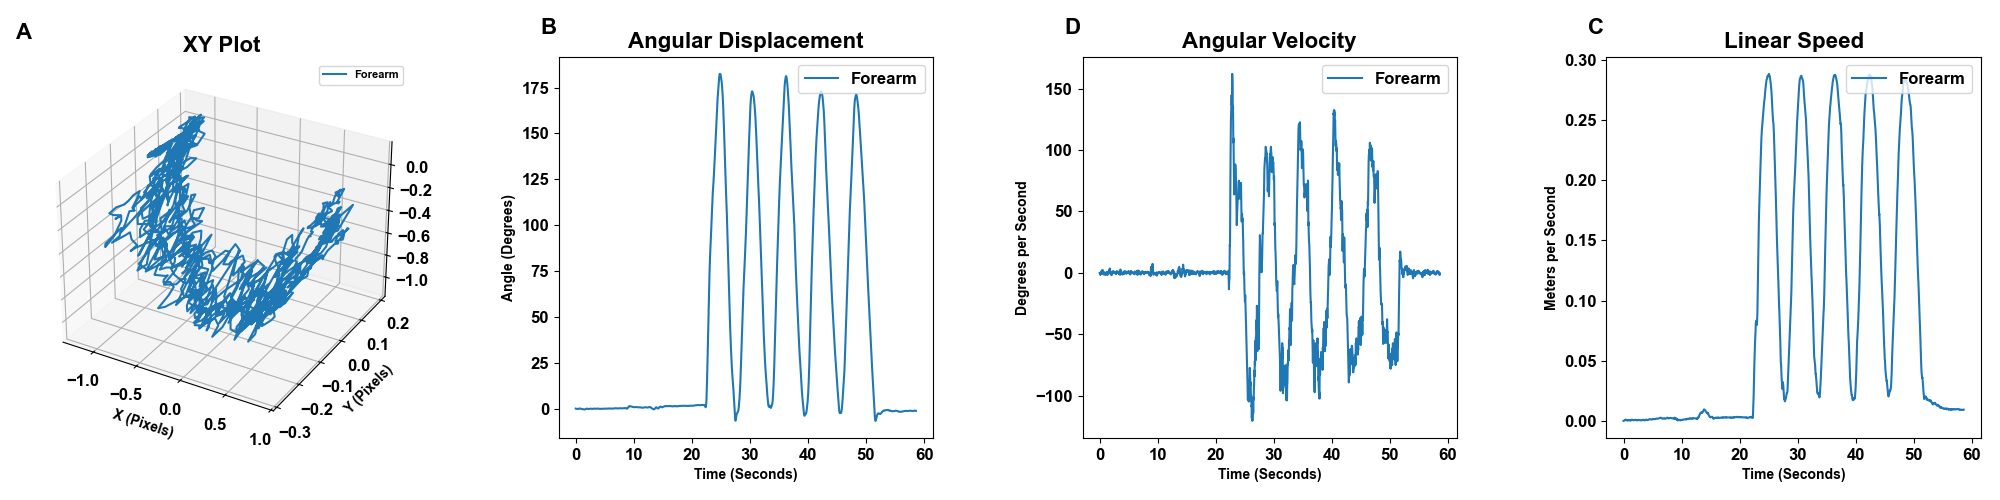 A
XY Plot
Forearm
0.0
−0.2
−0.4
−0.6
−0.8
−1.0
−1.0
−0.5
0.0
0.5
1.0
X (Pixels)
−0.3
−0.2
−0.1
0.0
0.1
0.2
Y (Pixels)
B
Angular Displacement
Forearm
175
150
125
100
75
50
25
0
Angle (Degrees)
0 10 20 30 40 50 60
Time (Seconds)
D
Angular Velocity
Forearm
150
100
50
0
−50
−100
Degrees per Second
0 10 20 30 40 50 60
Time (Seconds)
C
Linear Speed
Forearm
0.30
0.25
0.20
0.15
0.10
0.05
0.00
Meters per Second
0 10 20 30 40 50 60
Time (Seconds)